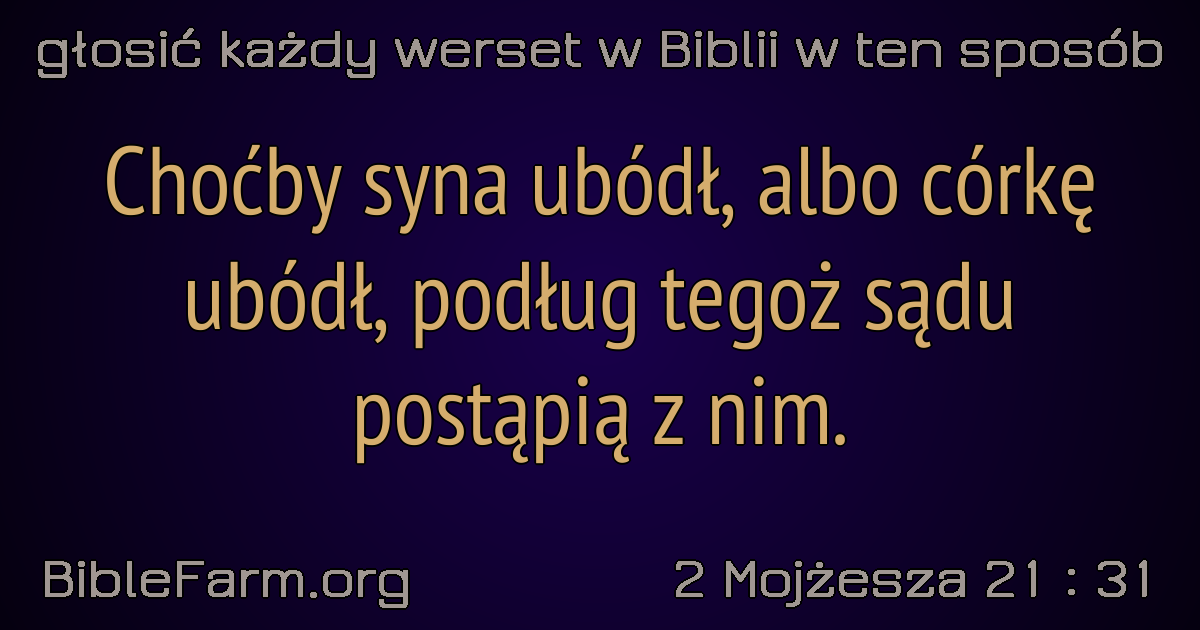 głosić każdy werset w Biblii w ten sposób
Choćby syna ubódł, albo córkę
ubódł, podług tegoż sądu
postąpią z nim.
BibleFarm.org
2 Mojżesza 21 : 31